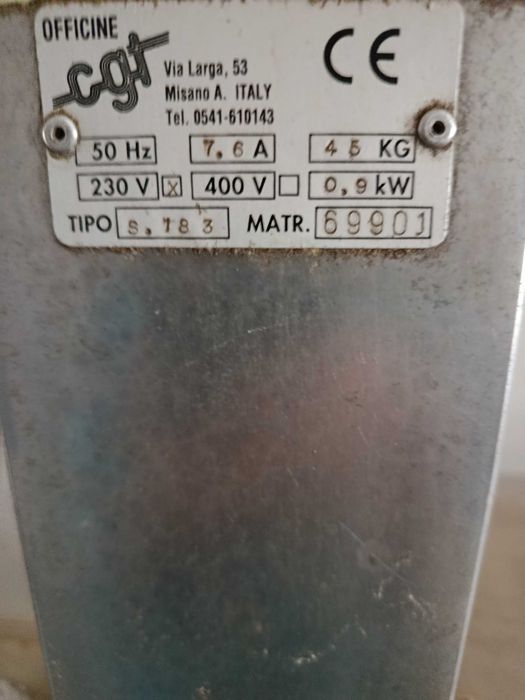 OFFICINE
cgt
CE
Via Larga, 53
Misano A. ITALY
Tel. 0541-610143
50 Hz 7,6 A 45 KG
230 V X 400 V 0,9 kW
TIPO S.183 MATR. 69901